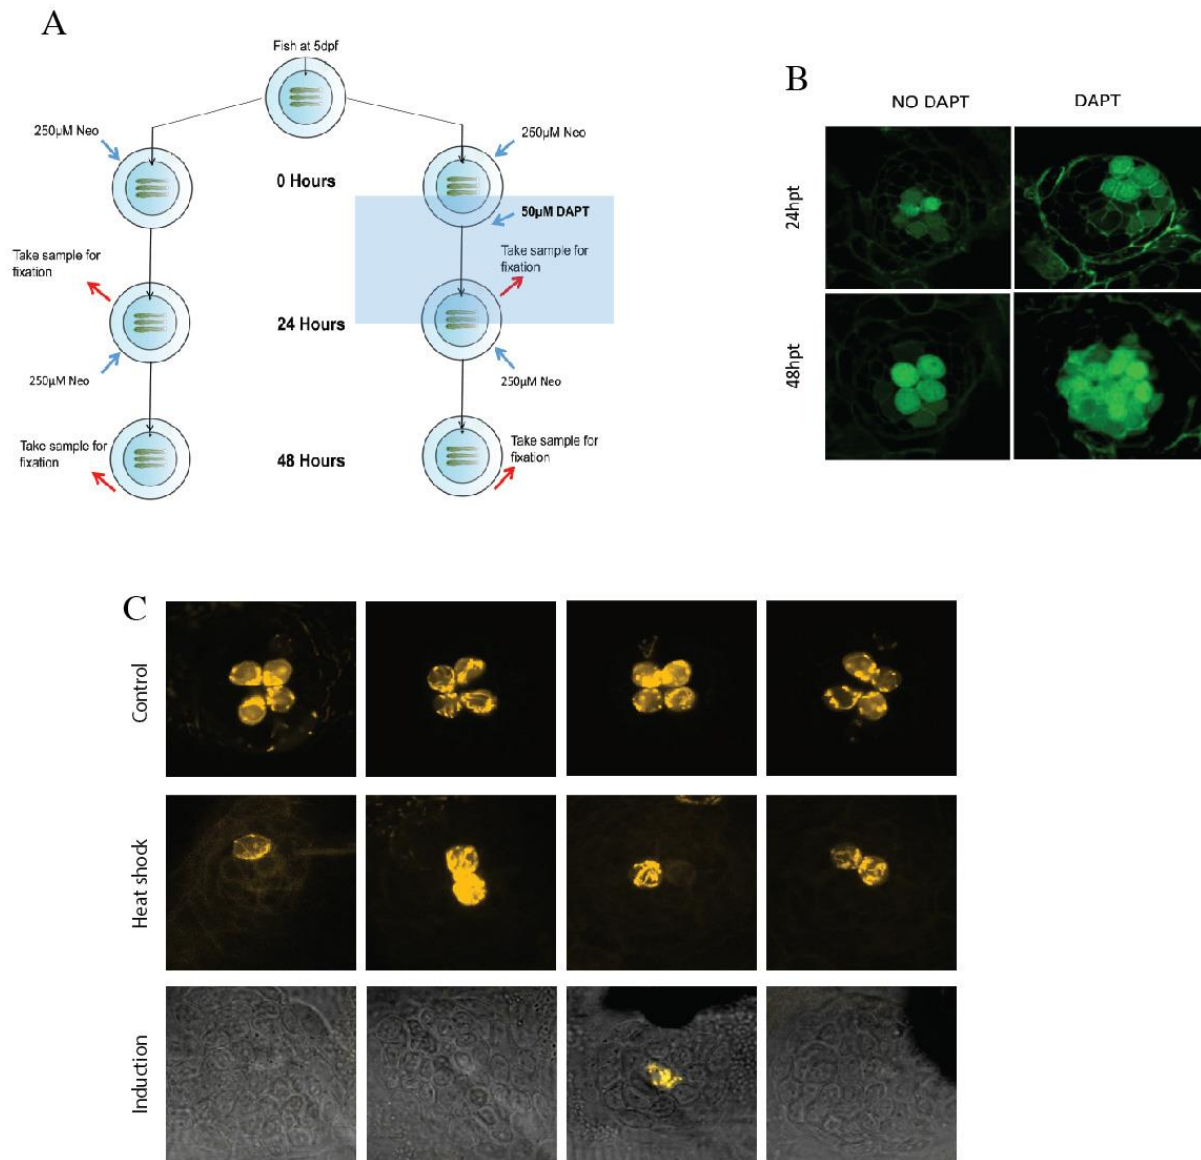 A
Fish at 5dpf
250µM Neo
250µM Neo
0 Hours
50µM DAPT
Take sample for
fixation
Take sample for
fixation
24 Hours
250µM Neo
250µM Neo
Take sample for
fixation
48 Hours
Take sample for
fixation
B
NO DAPT
DAPT
24hpt
48hpt
C
Control
Heat shock
Induction